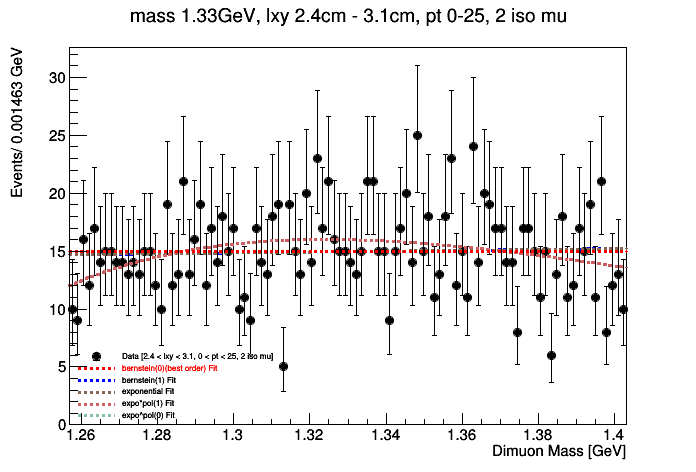 mass 1.33GeV, lxy 2.4cm - 3.1cm, pt 0-25, 2 iso mu
Events/ 0.001463 GeV
30
25
20
15
10
5
0
Data [2.4 < lxy < 3.1, 0 < pt < 25, 2 iso mu]
bernstein(0)(best order) Fit
bernstein(1) Fit
exponential Fit
expo*pol(1) Fit
expo^pol(0) Fit
1.26 1.28 1.3 1.32 1.34 1.36 1.38 1.4
Dimuon Mass [GeV]